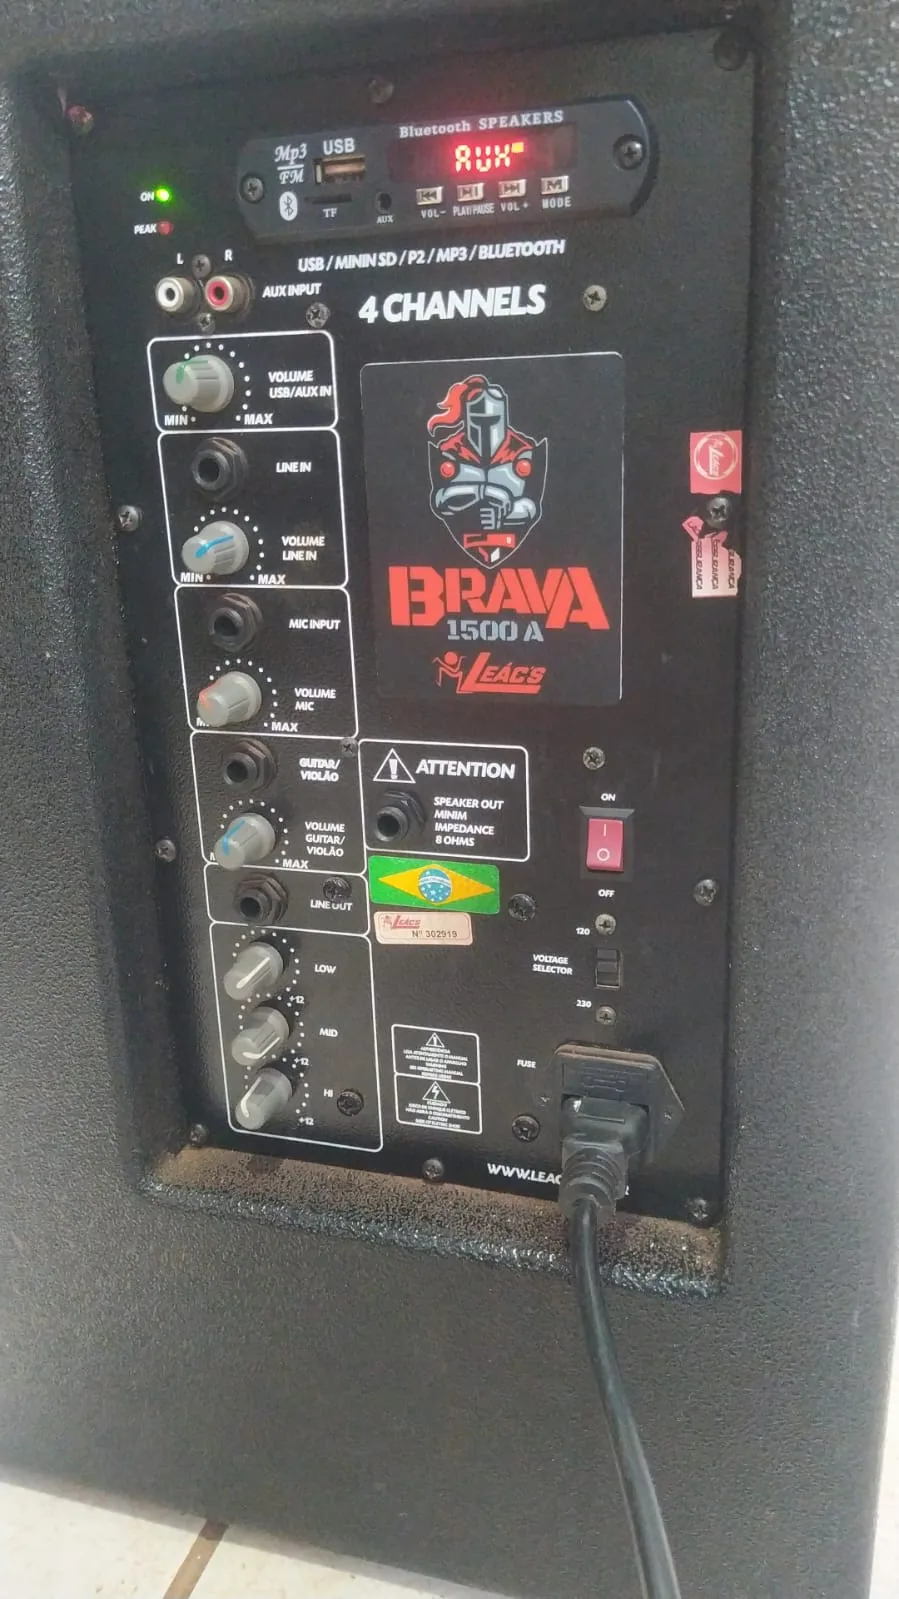 Bluetooth SPEAKERS
Mp3
FM
USB
AUX
TF
AUX
VOL-
PLAY/PAUSE
VOL+
MODE
ON
PEAK
L
R
AUX INPUT
USB / MININ SD / P2 / MP3 / BLUETOOTH
4 CHANNELS
VOLUME
USB/AUX IN
MIN
MAX
LINE IN
VOLUME
LINE IN
MIN
MAX
MIC INPUT
VOLUME
MIC
MAX
GUITAR/
VIOLÃO
VOLUME
GUITAR/
VIOLÃO
MAX
LINE OUT
LOW
+12
MID
+12
HI
+12
BRAVA
1500 A
LEÁC'S
LEÁC'S
ATTENTION
SPEAKER OUT
MINIM
IMPEDANCE
8 OHMS
LEÁCS
Nº 302919
ON
OFF
120
VOLTAGE
SELECTOR
230
FUSE
WWW.LEAC